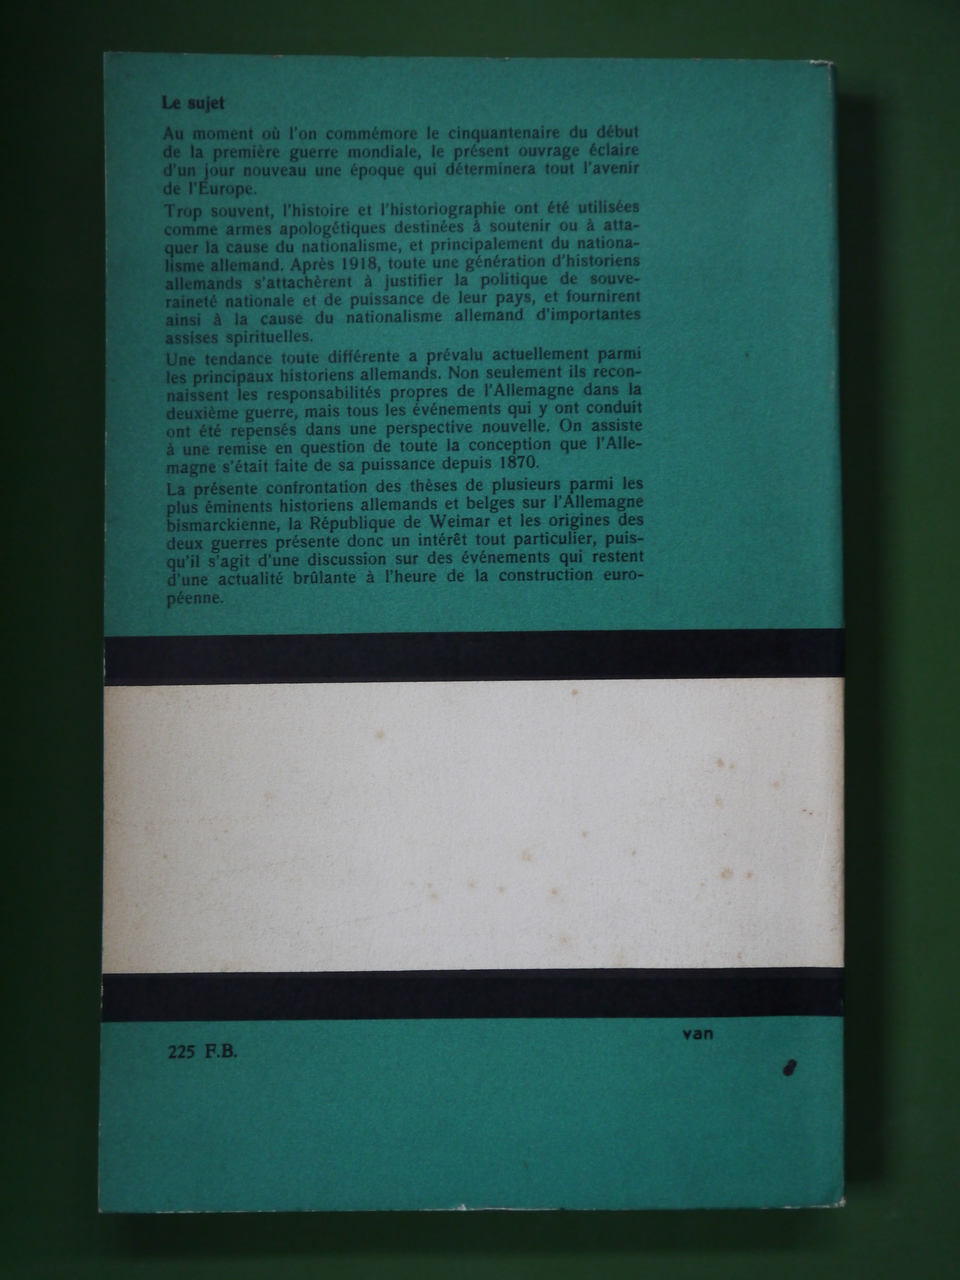 Le sujet
Au moment où l'on commémore le cinquantenaire du début
de la première guerre mondiale, le présent ouvrage éclaire
d'un jour nouveau une époque qui déterminera tout l'avenir
de l'Europe.
Trop souvent, l'histoire et l'historiographie ont été utilisées
comme armes apologétiques destinées à soutenir ou à atta-
quer la cause du nationalisme, et principalement du nationa-
lisme allemand. Après 1918, toute une génération d'historiens
allemands s'attachèrent à justifier la politique de souve-
raineté nationale et de puissance de leur pays, et fournirent
ainsi à la cause du nationalisme allemand d'importantes
assises spirituelles.
Une tendance toute différente a prévalu actuellement parmi
les principaux historiens allemands. Non seulement ils recon-
naissent les responsabilités propres de l'Allemagne dans la
deuxième guerre, mais tous les événements qui y ont conduit
ont été repensés dans une perspective nouvelle. On assiste
à une remise en question de toute la conception que l'Alle-
magne s'était faite de sa puissance depuis 1870.
La présente confrontation des thèses de plusieurs parmi les
plus éminents historiens allemands et belges sur l'Allemagne
bismarckienne, la République de Weimar et les origines des
deux guerres présente donc un intérêt tout particulier, puis-
qu'il s'agit d'une discussion sur des événements qui restent
d'une actualité brûlante à l'heure de la construction euro-
péenne.
van
225 F.B.